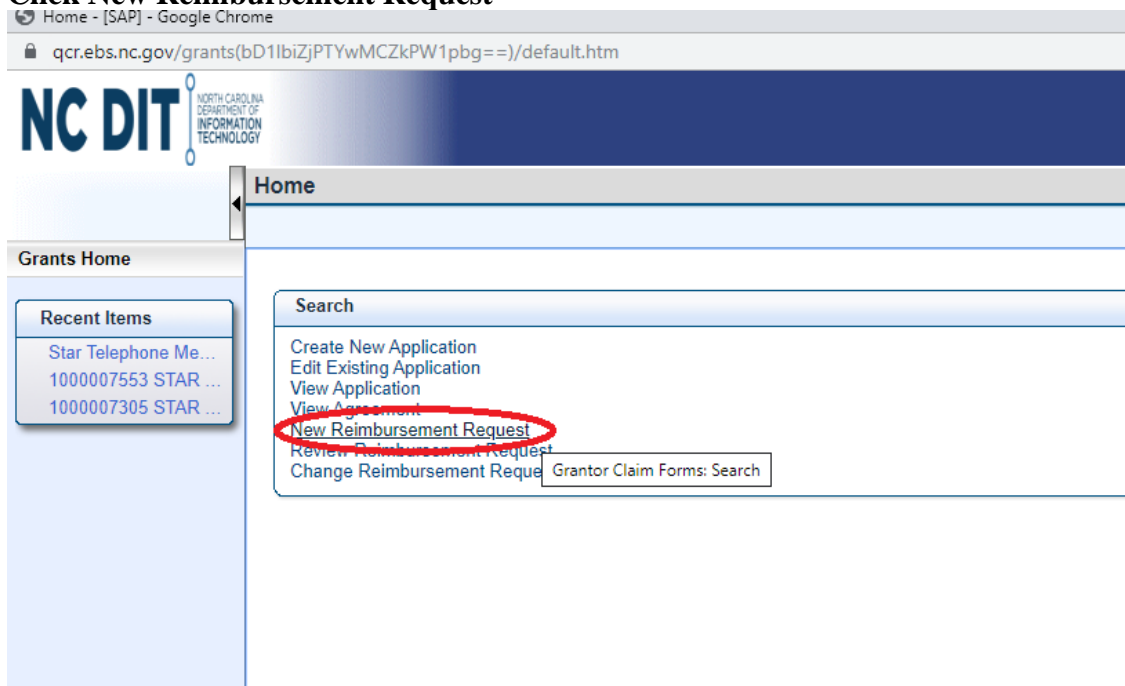 Click New Reimbursement Request
Home - [SAP] - Google Chrome
qcr.ebs.nc.gov/grants(bD1lbiZjPTYwMCZkPW1pbg==)/default.htm
NC DIT
NORTH CAROLINA
DEPARTMENT OF
INFORMATION
TECHNOLOGY
Home
Grants Home
Recent Items
Star Telephone Me...
1000007553 STAR ...
1000007305 STAR ...
Search
Create New Application
Edit Existing Application
View Application
View Agreement
New Reimbursement Request
Review Reimbursement Request
Change Reimbursement Reque
Grantor Claim Forms: Search